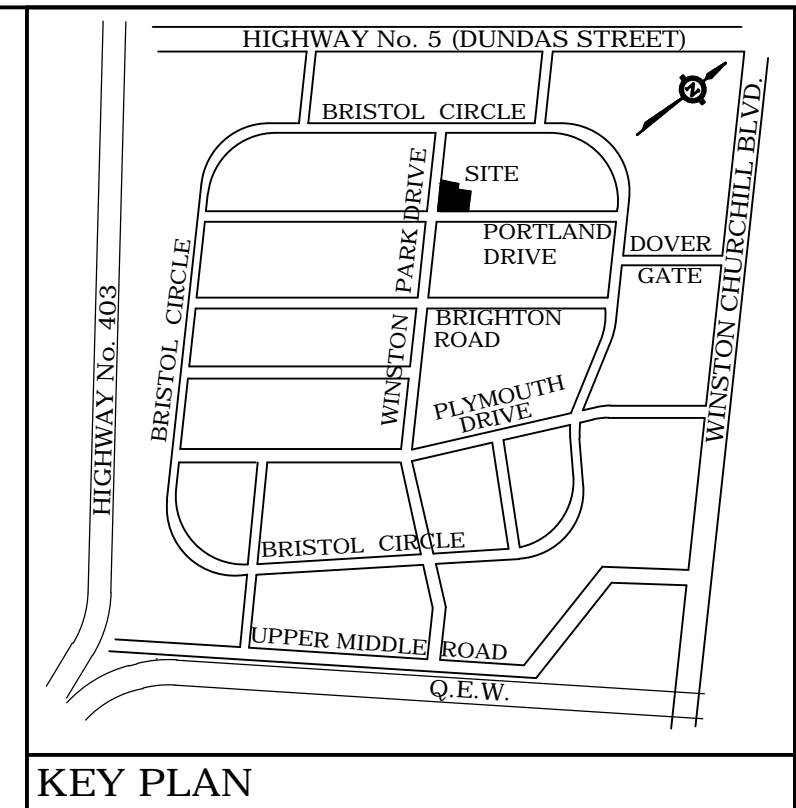 HIGHWAY No. 5 (DUNDAS STREET)
BRISTOL CIRCLE
N
WINSTON CHURCHILL BLVD.
SITE
WINSTON PARK DRIVE
PORTLAND
DRIVE
DOVER
GATE
BRISTOL CIRCLE
HIGHWAY No. 403
BRIGHTON
ROAD
PLYMOUTH
DRIVE
BRISTOL CIRCLE
UPPER MIDDLE ROAD
Q.E.W.
KEY PLAN